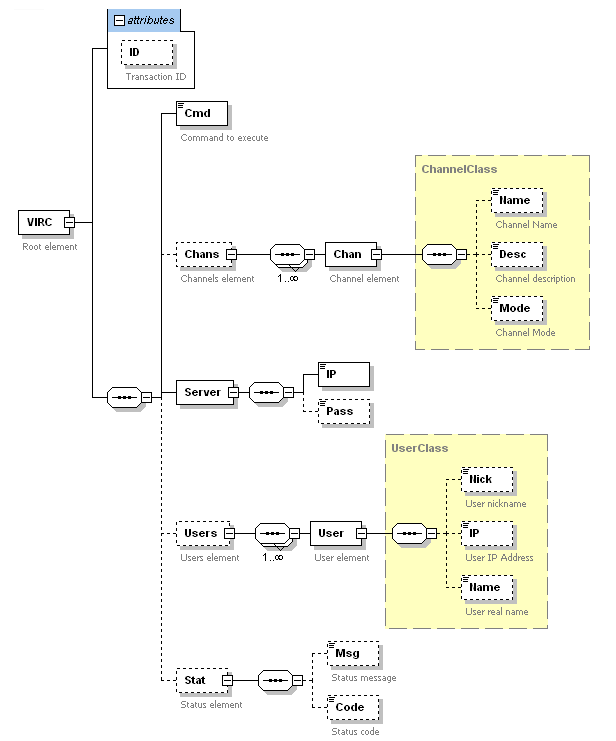 attributes
ID
Transaction ID
Cmd
Command to execute
ChannelClass
Name
Channel Name
VIRC
Root element
Chans
Channels element
1..∞
Chan
Channel element
Desc
Channel description
Mode
Channel Mode
Server
IP
Pass
UserClass
Nick
User nickname
Users
Users element
1..∞
User
User element
IP
User IP Address
Name
User real name
Stat
Status element
Msg
Status message
Code
Status code